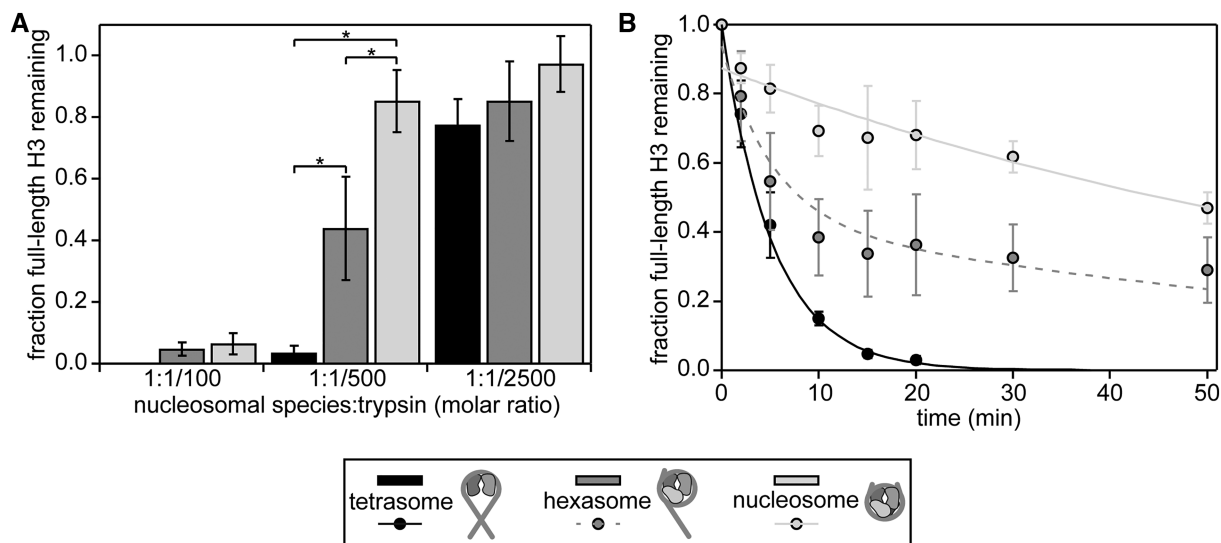 A
fraction full-length H3 remaining
1.0
0.8
0.6
0.4
0.2
0.0
*
*
*
1:1/100 1:1/500 1:1/2500
nucleosomal species:trypsin (molar ratio)
B
fraction full-length H3 remaining
1.0
0.8
0.6
0.4
0.2
0.0
0 10 20 30 40 50
time (min)
tetrasome hexasome nucleosome